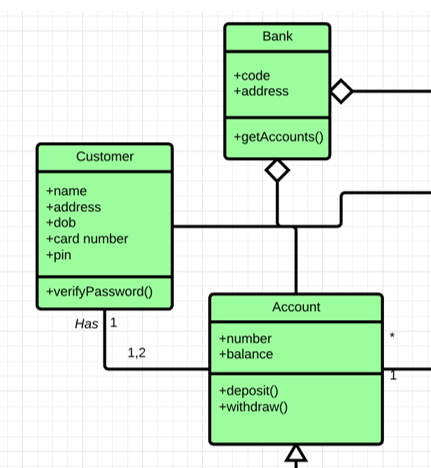 Bank
+code
+address
+getAccounts()
Customer
+name
+address
+dob
+card number
+pin
+verifyPassword()
Has 1
1,2
Account
+number
+balance
+deposit()
+withdraw()
*
1